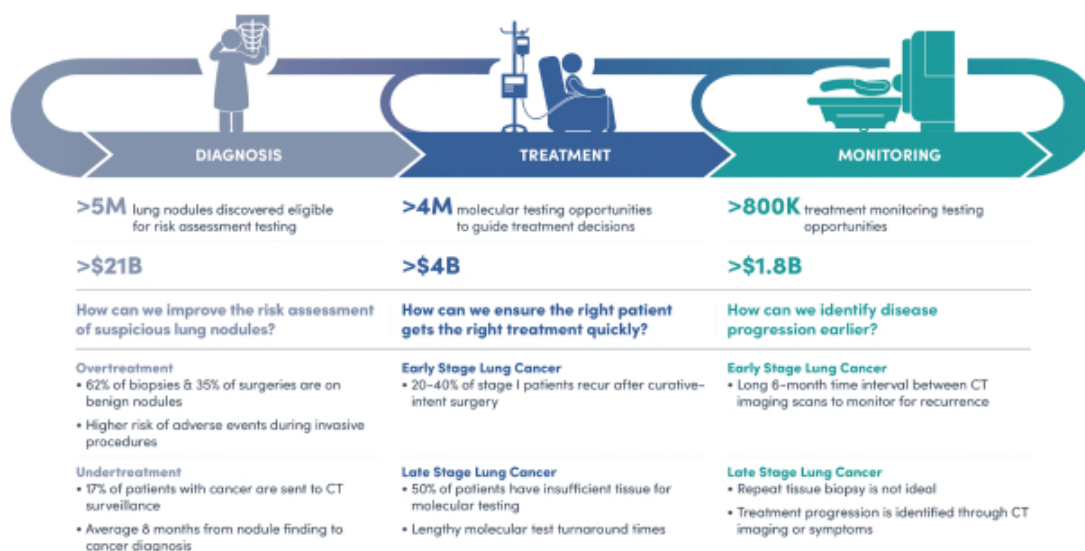 DIAGNOSIS
TREATMENT
MONITORING
>5M lung nodules discovered eligible
for risk assessment testing
>4M molecular testing opportunities
to guide treatment decisions
>800K treatment monitoring testing
opportunities
>$21B
>$4B
>$1.8B
How can we improve the risk assessment
of suspicious lung nodules?
How can we ensure the right patient
gets the right treatment quickly?
How can we identify disease
progression earlier?
Overtreatment
• 62% of biopsies & 35% of surgeries are on
benign nodules
• Higher risk of adverse events during invasive
procedures
Early Stage Lung Cancer
• 20-40% of stage I patients recur after curative-
intent surgery
Early Stage Lung Cancer
• Long 6-month time interval between CT
imaging scans to monitor for recurrence
Undertreatment
• 17% of patients with cancer are sent to CT
surveillance
• Average 8 months from nodule finding to
cancer diagnosis
Late Stage Lung Cancer
• 50% of patients have insufficient tissue for
molecular testing
• Lengthy molecular test turnaround times
Late Stage Lung Cancer
• Repeat tissue biopsy is not ideal
• Treatment progression is identified through CT
imaging or symptoms